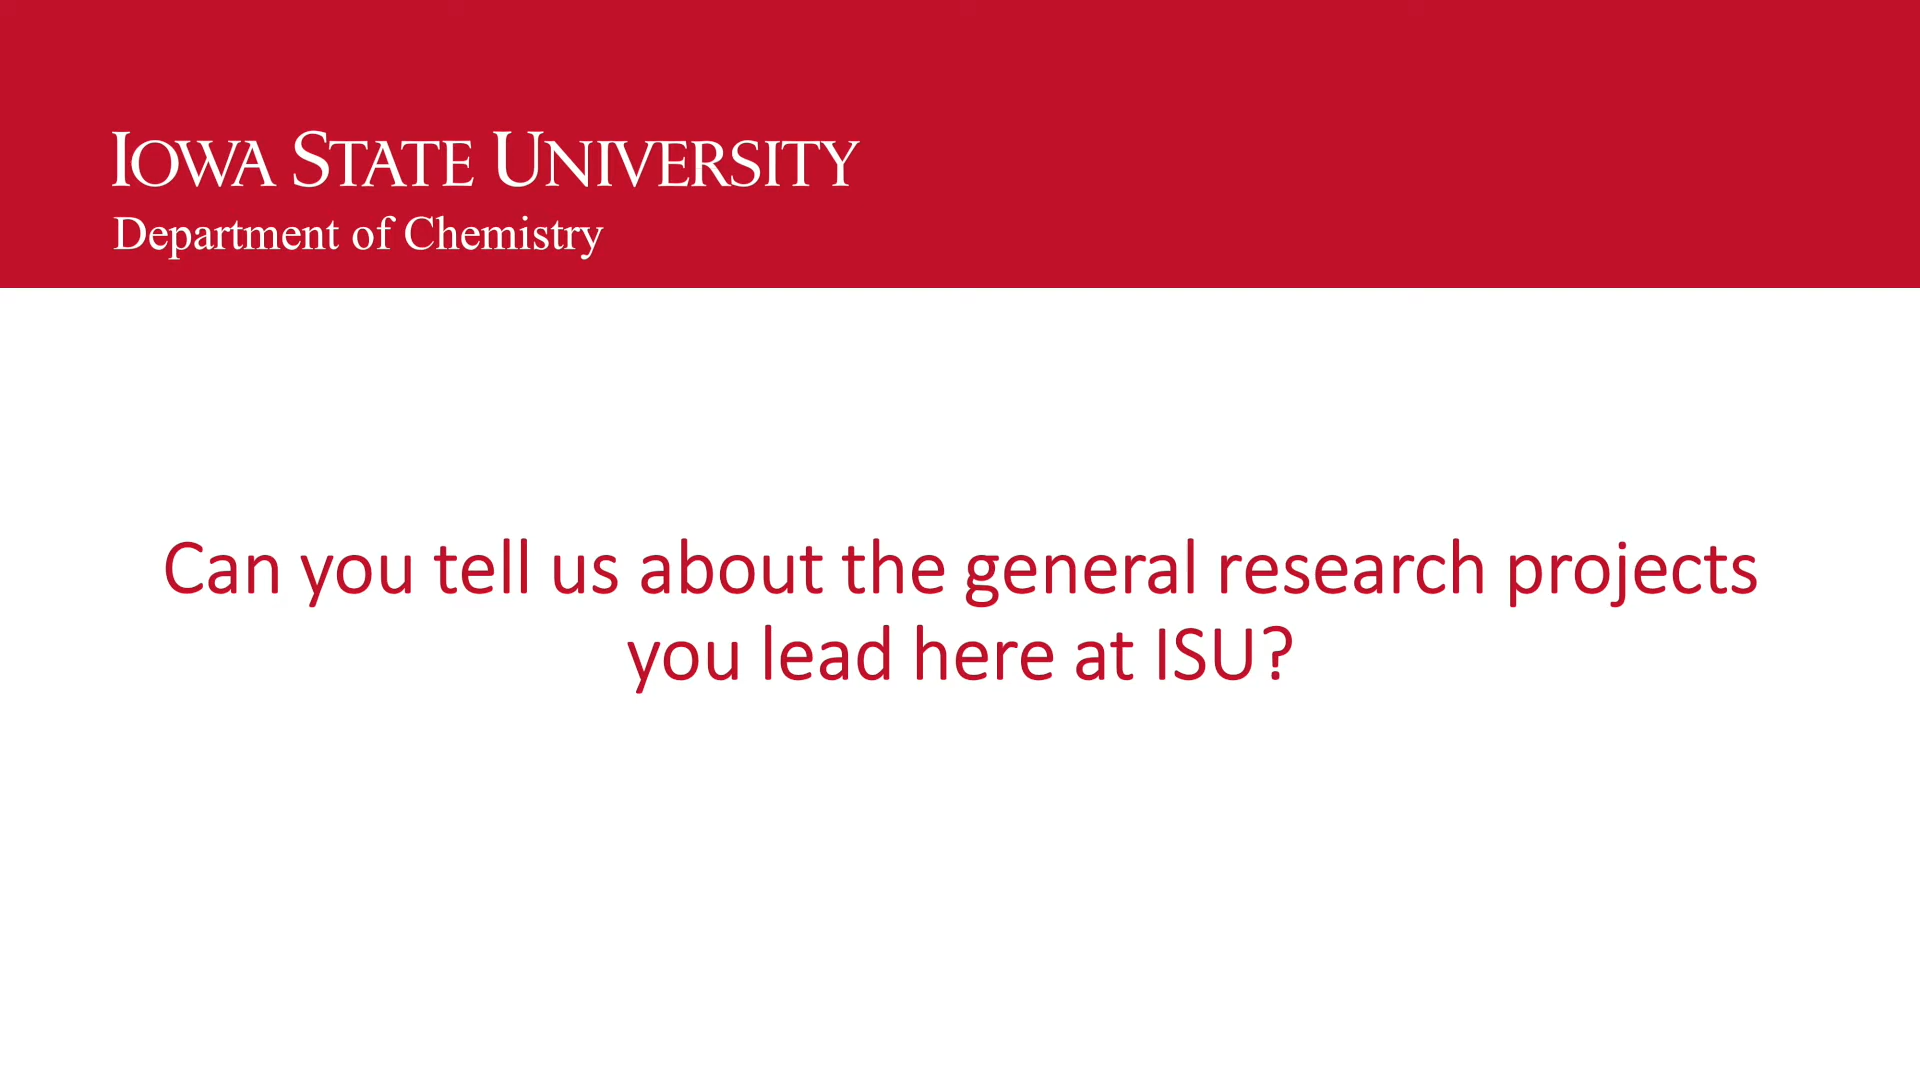 IOWA STATE UNIVERSITY
Department of Chemistry
Can you tell us about the general research projects
you lead here at ISU?